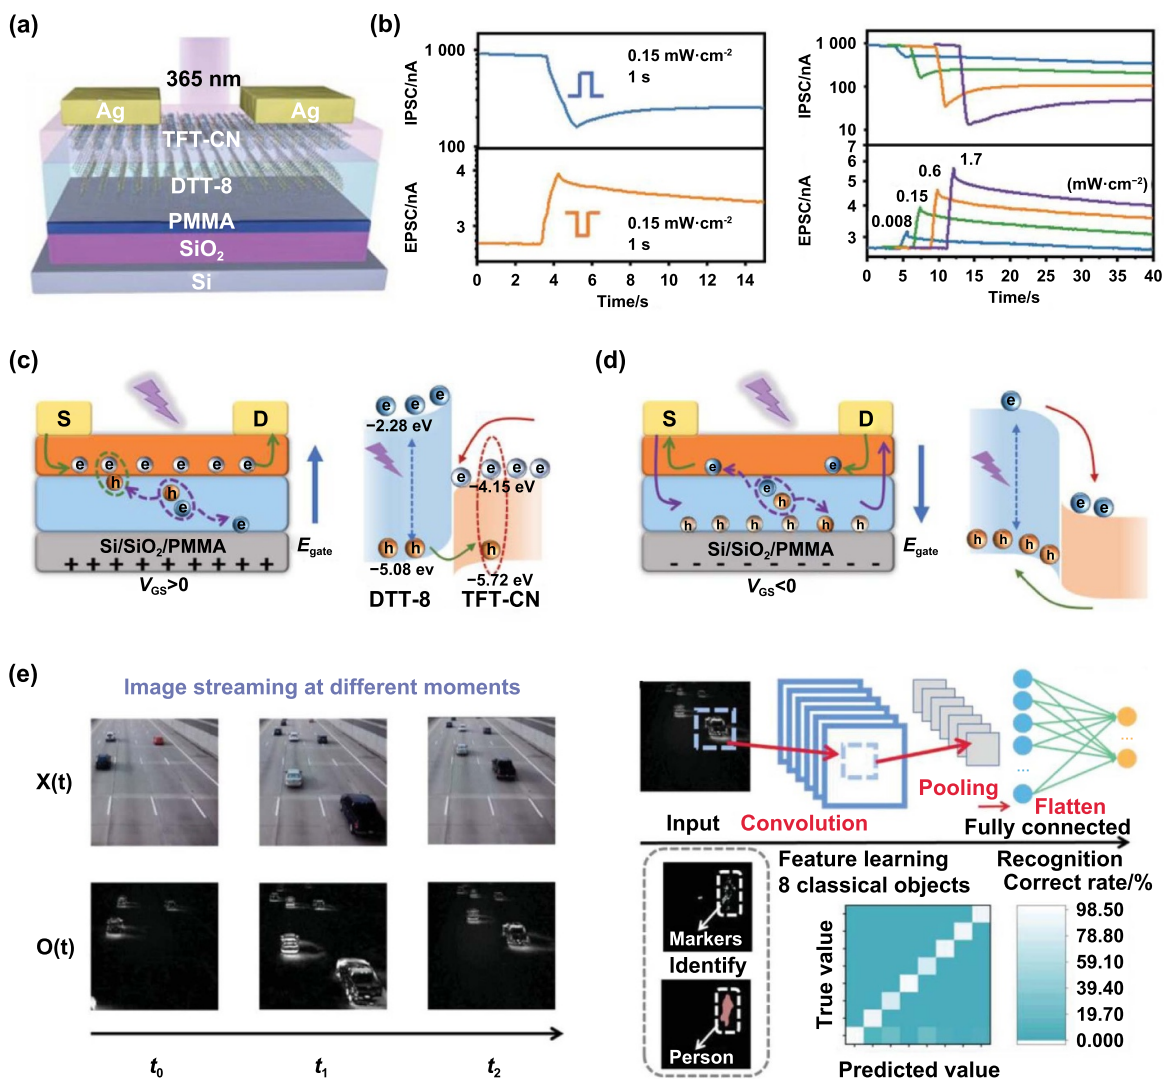 (a)
365 nm
Ag
Ag
TFT-CN
DTT-8
PMMA
SiO₂
Si
(b)
IPSC/nA
1 000
100
0.15 mW·cm⁻²
1 s
EPSC/nA
4
3
0.15 mW·cm⁻²
1 s
0 2 4 6 8 10 12 14
Time/s
IPSC/nA
1 000
100
10
EPSC/nA
7
6
5
4
3
1.7
0.6
0.15
0.008
(mW·cm⁻²)
0 5 10 15 20 25 30 35 40
Time/s
(c)
S
D
e e e e e e
h
h
e
e
Si/SiO₂/PMMA
+ + + + + + + + +
V_GS>0
E_gate
e e e
−2.28 eV
e e e e
−4.15 eV
h h
h
−5.08 ev
−5.72 eV
DTT-8
TFT-CN
(d)
S
D
e
e
e
h
h h h h h h
Si/SiO₂/PMMA
- - - - - - - -
V_GS<0
E_gate
e
e e
h h h h
(e)
Image streaming at different moments
X(t)
O(t)
t₀
t₁
t₂
Input
Convolution
Pooling
Flatten
Fully connected
...
...
Markers
Identify
Person
Feature learning
8 classical objects
True value
Predicted value
Recognition
Correct rate/%
98.50
78.80
59.10
39.40
19.70
0.000